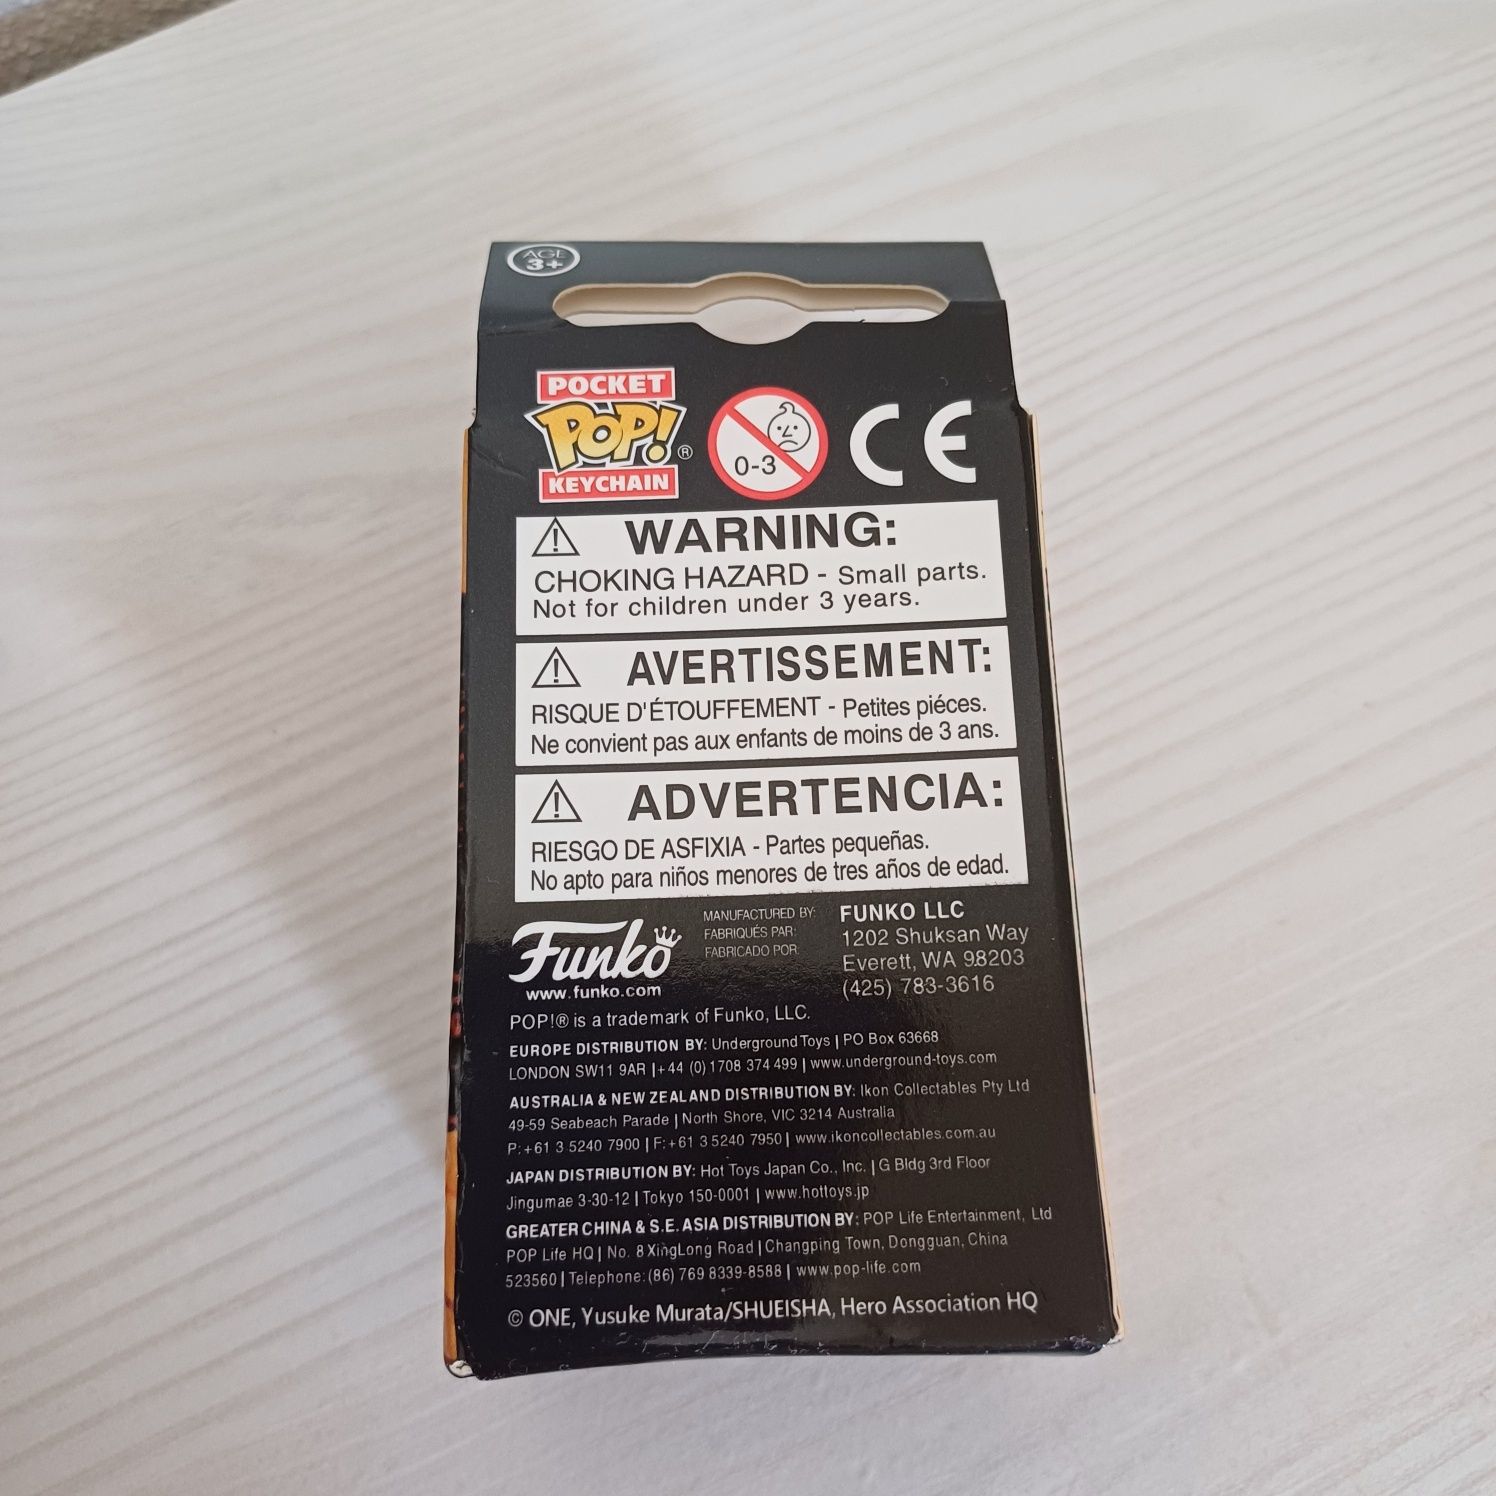 AGE
3+
POCKET
POP!®
KEYCHAIN
0-3
CE
WARNING:
CHOKING HAZARD - Small parts.
Not for children under 3 years.
AVERTISSEMENT:
RISQUE D'ÉTOUFFEMENT - Petites piéces.
Ne convient pas aux enfants de moins de 3 ans.
ADVERTENCIA:
RIESGO DE ASFIXIA - Partes pequeñas.
No apto para niños menores de tres años de edad.
Funko
www.funko.com
MANUFACTURED BY:
FABRIQUÉS PAR:
FABRICADO POR:
FUNKO LLC
1202 Shuksan Way
Everett, WA 98203
(425) 783-3616
POP!® is a trademark of Funko, LLC.
EUROPE DISTRIBUTION BY: Underground Toys | PO Box 63668
LONDON SW11 9AR | +44 (0) 1708 374 499 | www.underground-toys.com
AUSTRALIA & NEW ZEALAND DISTRIBUTION BY: Ikon Collectables Pty Ltd
49-59 Seabeach Parade | North Shore, VIC 3214 Australia
P: +61 3 5240 7900 | F: +61 3 5240 7950 | www.ikoncollectables.com.au
JAPAN DISTRIBUTION BY: Hot Toys Japan Co., Inc. | G Bldg 3rd Floor
Jingumae 3-30-12 | Tokyo 150-0001 | www.hottoys.jp
GREATER CHINA & S.E. ASIA DISTRIBUTION BY: POP Life Entertainment, Ltd
POP Life HQ | No. 8 XingLong Road | Changping Town, Dongguan, China
523560 | Telephone: (86) 769 8339-8588 | www.pop-life.com
© ONE, Yusuke Murata/SHUEISHA, Hero Association HQ